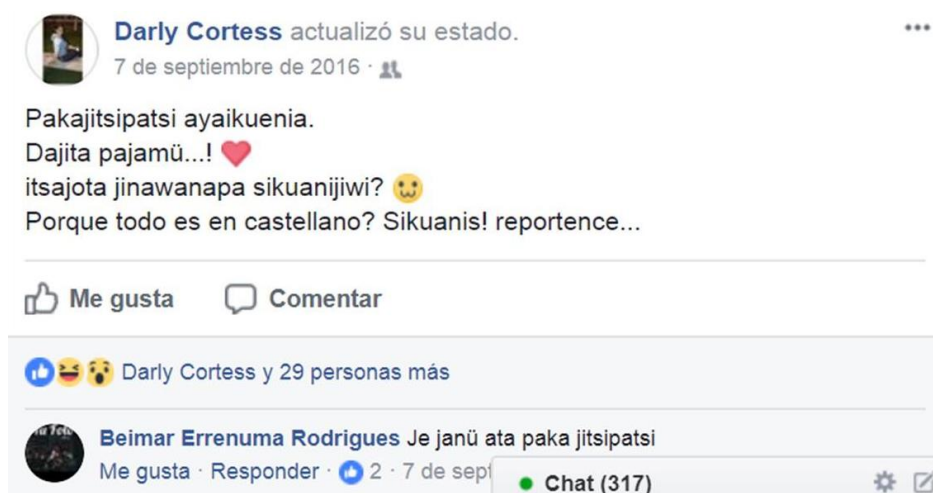 Darly Cortess actualizó su estado.
7 de septiembre de 2016 ·
Pakajitsipatsi ayaikuenia.
Dajita pajamü...! ❤
itsajota jinawanapa sikuanijiwi?
Porque todo es en castellano? Sikuanis! reportence...
Me gusta Comentar
Darly Cortess y 29 personas más
Beimar Errenuma Rodrigues Je janü ata paka jitsipatsi
Me gusta · Responder · 2 · 7 de sept
Chat (317)